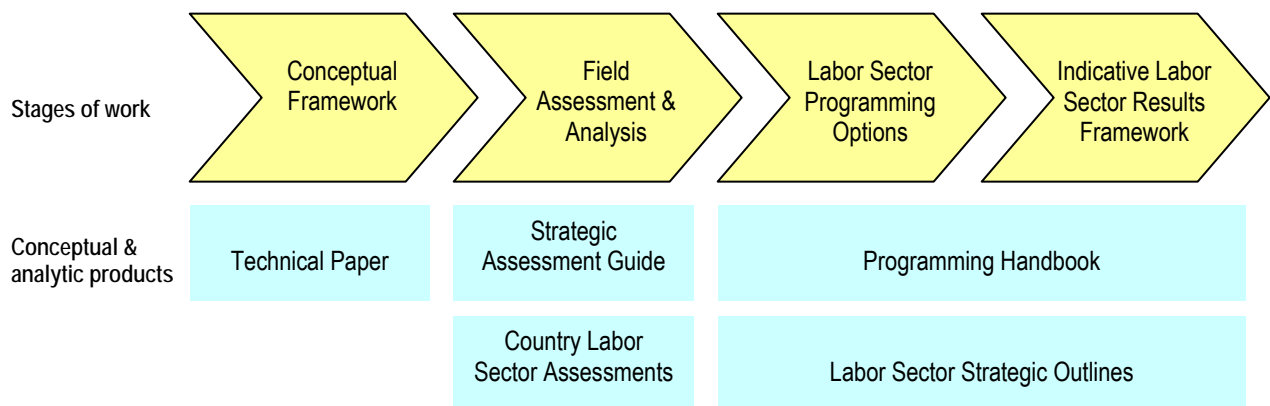 Stages of work
Conceptual
Framework
Field
Assessment &
Analysis
Labor Sector
Programming
Options
Indicative Labor
Sector Results
Framework
Conceptual &
analytic products
Technical Paper
Strategic
Assessment Guide
Programming Handbook
Country Labor
Sector Assessments
Labor Sector Strategic Outlines